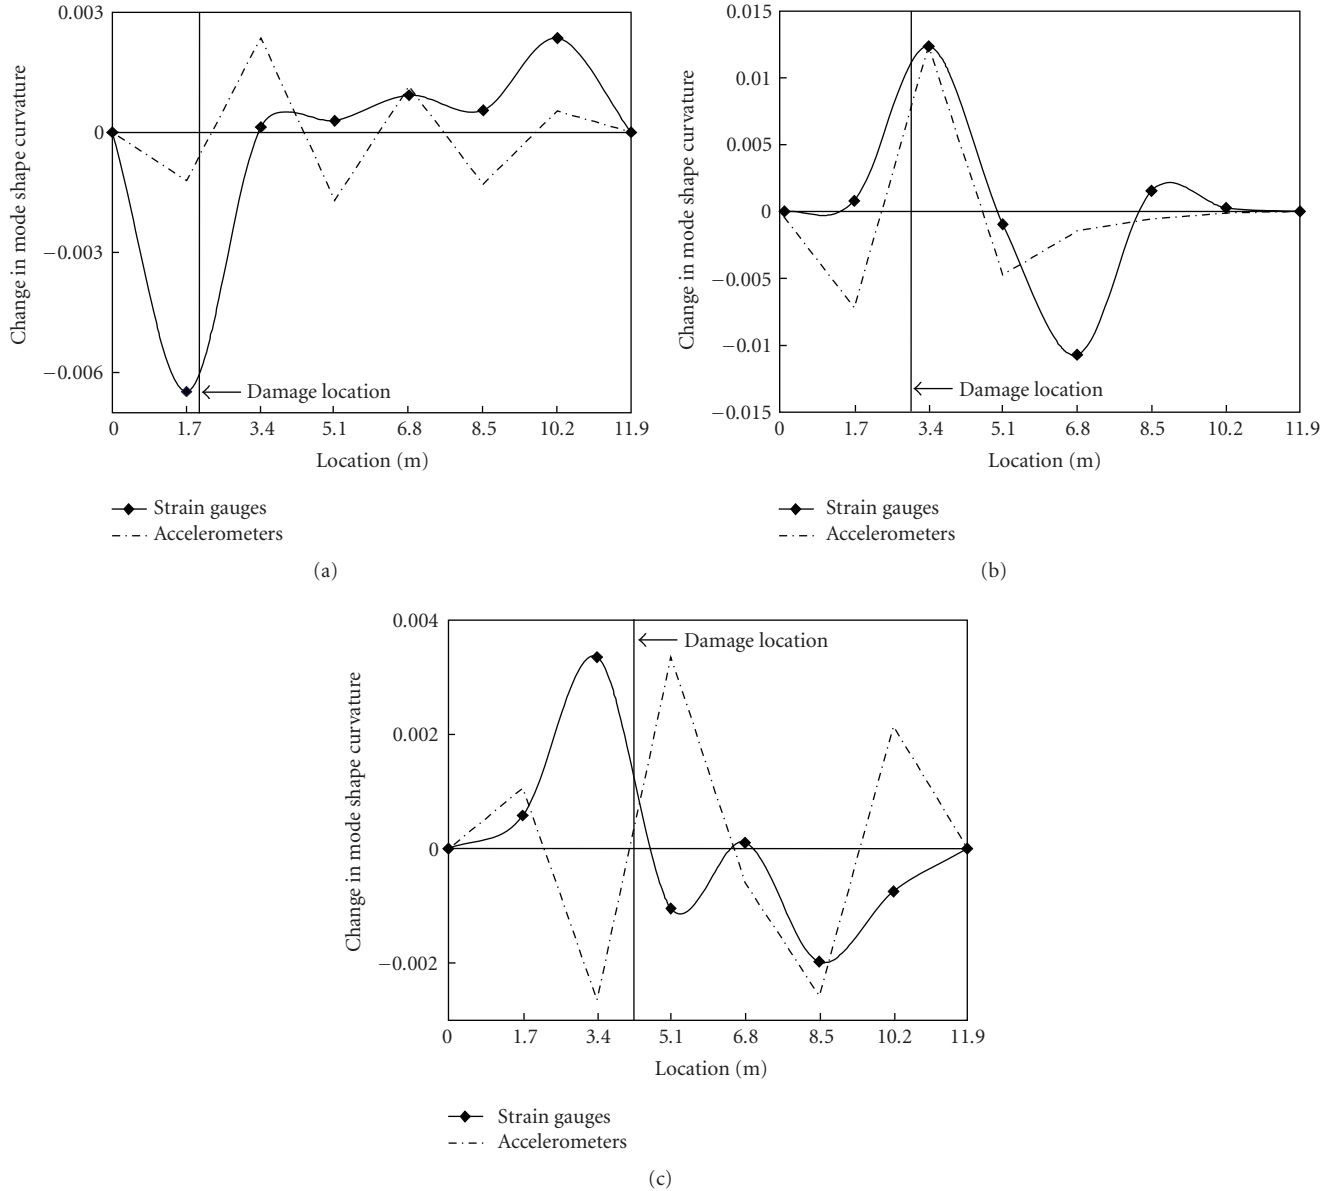 Change in mode shape curvature
0.003
0
−0.003
−0.006
Damage location
0 1.7 3.4 5.1 6.8 8.5 10.2 11.9
Location (m)
Strain gauges
Accelerometers
(a)
Change in mode shape curvature
0.015
0.01
0.005
0
−0.005
−0.01
−0.015
Damage location
0 1.7 3.4 5.1 6.8 8.5 10.2 11.9
Location (m)
Strain gauges
Accelerometers
(b)
Change in mode shape curvature
0.004
Damage location
0.002
0
−0.002
0 1.7 3.4 5.1 6.8 8.5 10.2 11.9
Location (m)
Strain gauges
Accelerometers
(c)